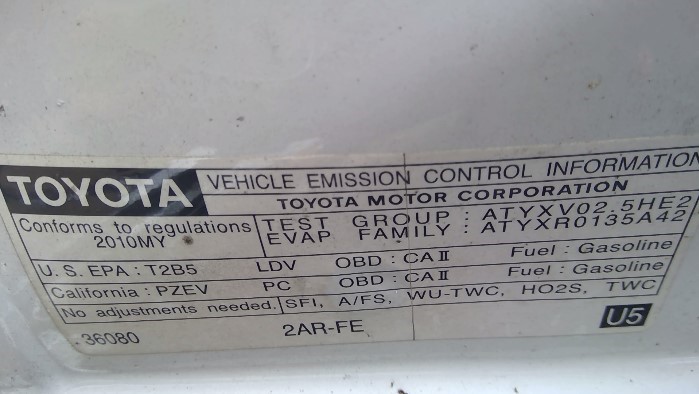 TOYOTA VEHICLE EMISSION CONTROL INFORMATION
TOYOTA MOTOR CORPORATION
Conforms to regulations
2010MY
TEST GROUP : ATYXV02.5HE2
EVAP FAMILY : ATYXR0135A42
U.S. EPA : T2B5 LDV OBD : CAⅡ Fuel : Gasoline
California : PZEV PC OBD : CAⅡ Fuel : Gasoline
No adjustments needed. SFI, A/FS, WU-TWC, HO2S, TWC
36080 2AR-FE U5